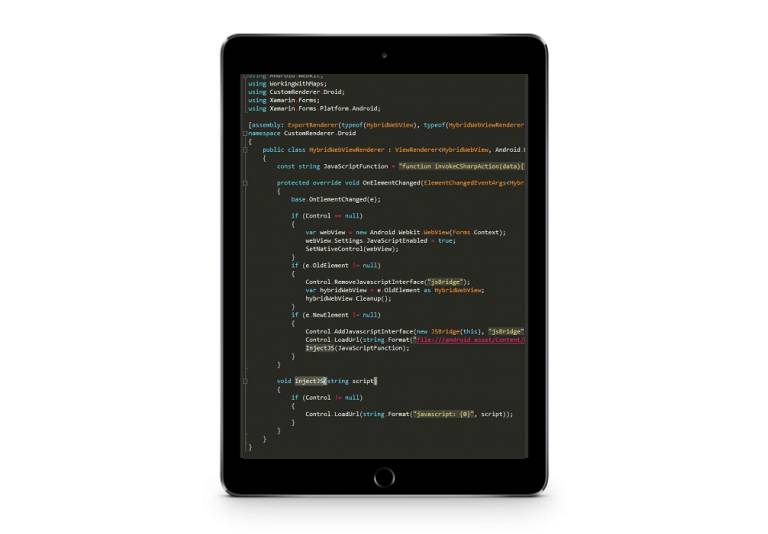 using Android.Webkit;
using WorkingWithMaps;
using CustomRenderer.Droid;
using Xamarin.Forms;
using Xamarin.Forms.Platform.Android;
[assembly: ExportRenderer(typeof(HybridWebView), typeof(HybridWebViewRenderer
namespace CustomRenderer.Droid
{
public class HybridWebViewRenderer : ViewRenderer<HybridWebView, Android.
{
const string JavaScriptFunction = "function invokeCSharpAction(data){
protected override void OnElementChanged(ElementChangedEventArgs<Hybr
{
base.OnElementChanged(e);
if (Control == null)
{
var webView = new Android.Webkit.WebView(Forms.Context);
webView.Settings.JavaScriptEnabled = true;
SetNativeControl(webView);
}
if (e.OldElement != null)
{
Control.RemoveJavascriptInterface("jsBridge");
var hybridWebView = e.OldElement as HybridWebView;
hybridWebView.Cleanup();
}
if (e.NewElement != null)
{
Control.AddJavascriptInterface(new JSBridge(this), "jsBridge"
Control.LoadUrl(string.Format("file:///android_asset/Content/
InjectJS(JavaScriptFunction);
}
}
void InjectJS(string script)
{
if (Control != null)
{
Control.LoadUrl(string.Format("javascript: {0}", script));
}
}
}
}